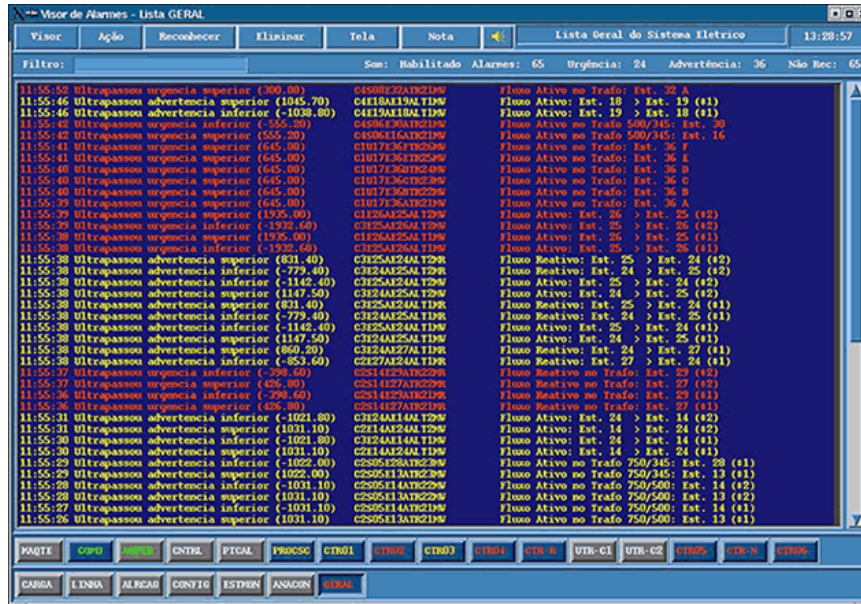 Visor de Alarmes - Lista GERAL
Visor Ação Reconhecer Eliminar Tela Nota Lista Geral do Sistema Eletrico 13:28:57
Filtro: Som: Habilitado Alarmes: 65 Urgência: 24 Advertência: 36 Não Rec: 65
11:55:52 Ultrapassou urgencia superior (300.00) Fluxo Ativo no Trafo: Est. 32 A
11:55:46 Ultrapassou advertencia superior (1045.70) C4E18AE19AL1MW Fluxo Ativo: Est. 18 > Est. 19 (#1)
11:55:46 Ultrapassou advertencia inferior (-1038.80) C4E19AE18AL1MW Fluxo Ativo: Est. 19 > Est. 18 (#1)
11:55:42 Ultrapassou urgencia inferior (-555.20) Fluxo Ativo no Trafo 500/345: Est. 30
11:55:42 Ultrapassou urgencia superior (555.20) Fluxo Ativo no Trafo 500/345: Est. 16
11:55:41 Ultrapassou urgencia superior (645.00) Fluxo Ativo no Trafo: Est. 36 F
11:55:41 Ultrapassou urgencia superior (645.00) Fluxo Ativo no Trafo: Est. 36 E
11:55:40 Ultrapassou urgencia superior (645.00) Fluxo Ativo no Trafo: Est. 36 D
11:55:40 Ultrapassou urgencia superior (645.00) Fluxo Ativo no Trafo: Est. 36 C
11:55:40 Ultrapassou urgencia superior (645.00) Fluxo Ativo no Trafo: Est. 36 B
11:55:39 Ultrapassou urgencia superior (645.00) Fluxo Ativo no Trafo: Est. 36 A
11:55:39 Ultrapassou urgencia superior (1935.00) Fluxo Ativo: Est. 26 > Est. 25 (#2)
11:55:39 Ultrapassou urgencia inferior (-1932.60) Fluxo Ativo: Est. 25 > Est. 26 (#2)
11:55:38 Ultrapassou urgencia superior (1935.00) Fluxo Ativo: Est. 26 > Est. 25 (#1)
11:55:38 Ultrapassou urgencia inferior (-1932.60) Fluxo Ativo: Est. 25 > Est. 26 (#1)
11:55:38 Ultrapassou advertencia superior (831.40) Fluxo Reativo: Est. 25 > Est. 24 (#2)
11:55:38 Ultrapassou advertencia inferior (-779.40) Fluxo Reativo: Est. 24 > Est. 25 (#2)
11:55:38 Ultrapassou advertencia inferior (-1142.40) Fluxo Ativo: Est. 25 > Est. 24 (#2)
11:55:38 Ultrapassou advertencia superior (1147.50) Fluxo Ativo: Est. 24 > Est. 25 (#2)
11:55:38 Ultrapassou advertencia superior (831.40) Fluxo Reativo: Est. 25 > Est. 24 (#1)
11:55:38 Ultrapassou advertencia inferior (-779.40) Fluxo Reativo: Est. 24 > Est. 25 (#1)
11:55:38 Ultrapassou advertencia inferior (-1142.40) Fluxo Ativo: Est. 25 > Est. 24 (#1)
11:55:38 Ultrapassou advertencia superior (1147.50) Fluxo Ativo: Est. 24 > Est. 25 (#1)
11:55:38 Ultrapassou advertencia superior (860.20) Fluxo Reativo: Est. 24 > Est. 27 (#1)
11:55:38 Ultrapassou advertencia inferior (-853.60) Fluxo Reativo: Est. 27 > Est. 24 (#1)
11:55:37 Ultrapassou urgencia inferior (-398.60) Fluxo Reativo no Trafo: Est. 29 (#2)
11:55:37 Ultrapassou urgencia superior (426.80) Fluxo Reativo no Trafo: Est. 27 (#2)
11:55:36 Ultrapassou urgencia inferior (-398.60) Fluxo Reativo no Trafo: Est. 29 (#1)
11:55:36 Ultrapassou urgencia superior (426.80) Fluxo Reativo no Trafo: Est. 27 (#1)
11:55:31 Ultrapassou advertencia inferior (-1021.80) Fluxo Ativo: Est. 24 > Est. 14 (#2)
11:55:31 Ultrapassou advertencia superior (1031.10) Fluxo Ativo: Est. 14 > Est. 24 (#2)
11:55:30 Ultrapassou advertencia inferior (-1021.80) Fluxo Ativo: Est. 24 > Est. 14 (#1)
11:55:30 Ultrapassou advertencia superior (1031.10) Fluxo Ativo: Est. 14 > Est. 24 (#1)
11:55:29 Ultrapassou advertencia inferior (-1022.00) Fluxo Ativo no Trafo 750/345: Est. 28 (#1)
11:55:29 Ultrapassou advertencia superior (1022.00) Fluxo Ativo no Trafo 750/345: Est. 13 (#1)
11:55:28 Ultrapassou advertencia inferior (-1031.10) Fluxo Ativo no Trafo 750/500: Est. 14 (#2)
11:55:28 Ultrapassou advertencia superior (1031.10) Fluxo Ativo no Trafo 750/500: Est. 13 (#2)
11:55:27 Ultrapassou advertencia inferior (-1031.10) Fluxo Ativo no Trafo 750/500: Est. 14 (#1)
11:55:26 Ultrapassou advertencia superior (1031.10) Fluxo Ativo no Trafo 750/500: Est. 13 (#1)
MAQTE COMU CNTRL PTCAL PROCSC CTR01 CTR02 CTR03 CTR04 CTR-R UTR-C1 UTR-C2 CTR05 CTR-N CTR06
CARGA LINHA ALRCAG CONFIG ESTMON ANACON GERAL